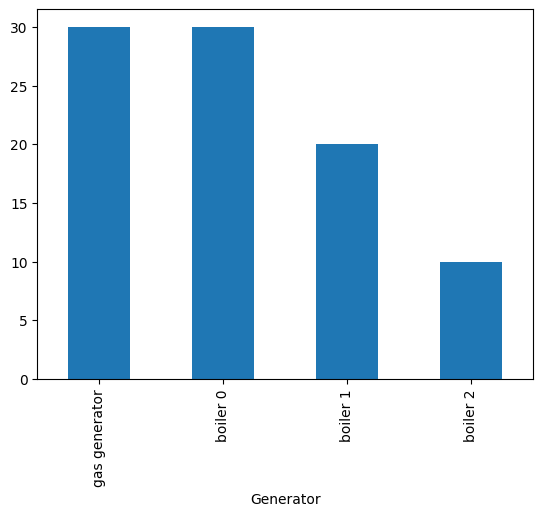 30
25
20
15
10
5
0
gas generator
boiler 0
boiler 1
boiler 2
Generator